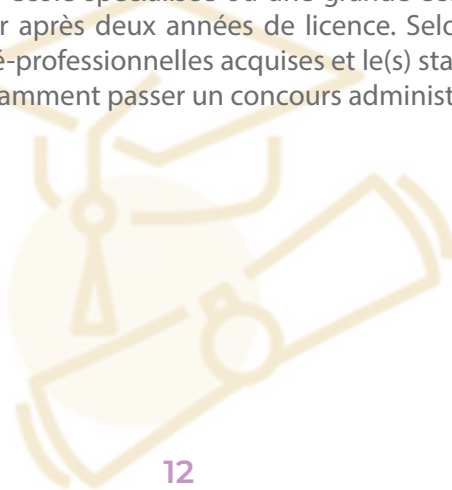 école spécialisée ou une grande
r après deux années de licence. Selo
é-professionnelles acquises et le(s) sta
amment passer un concours administ
12